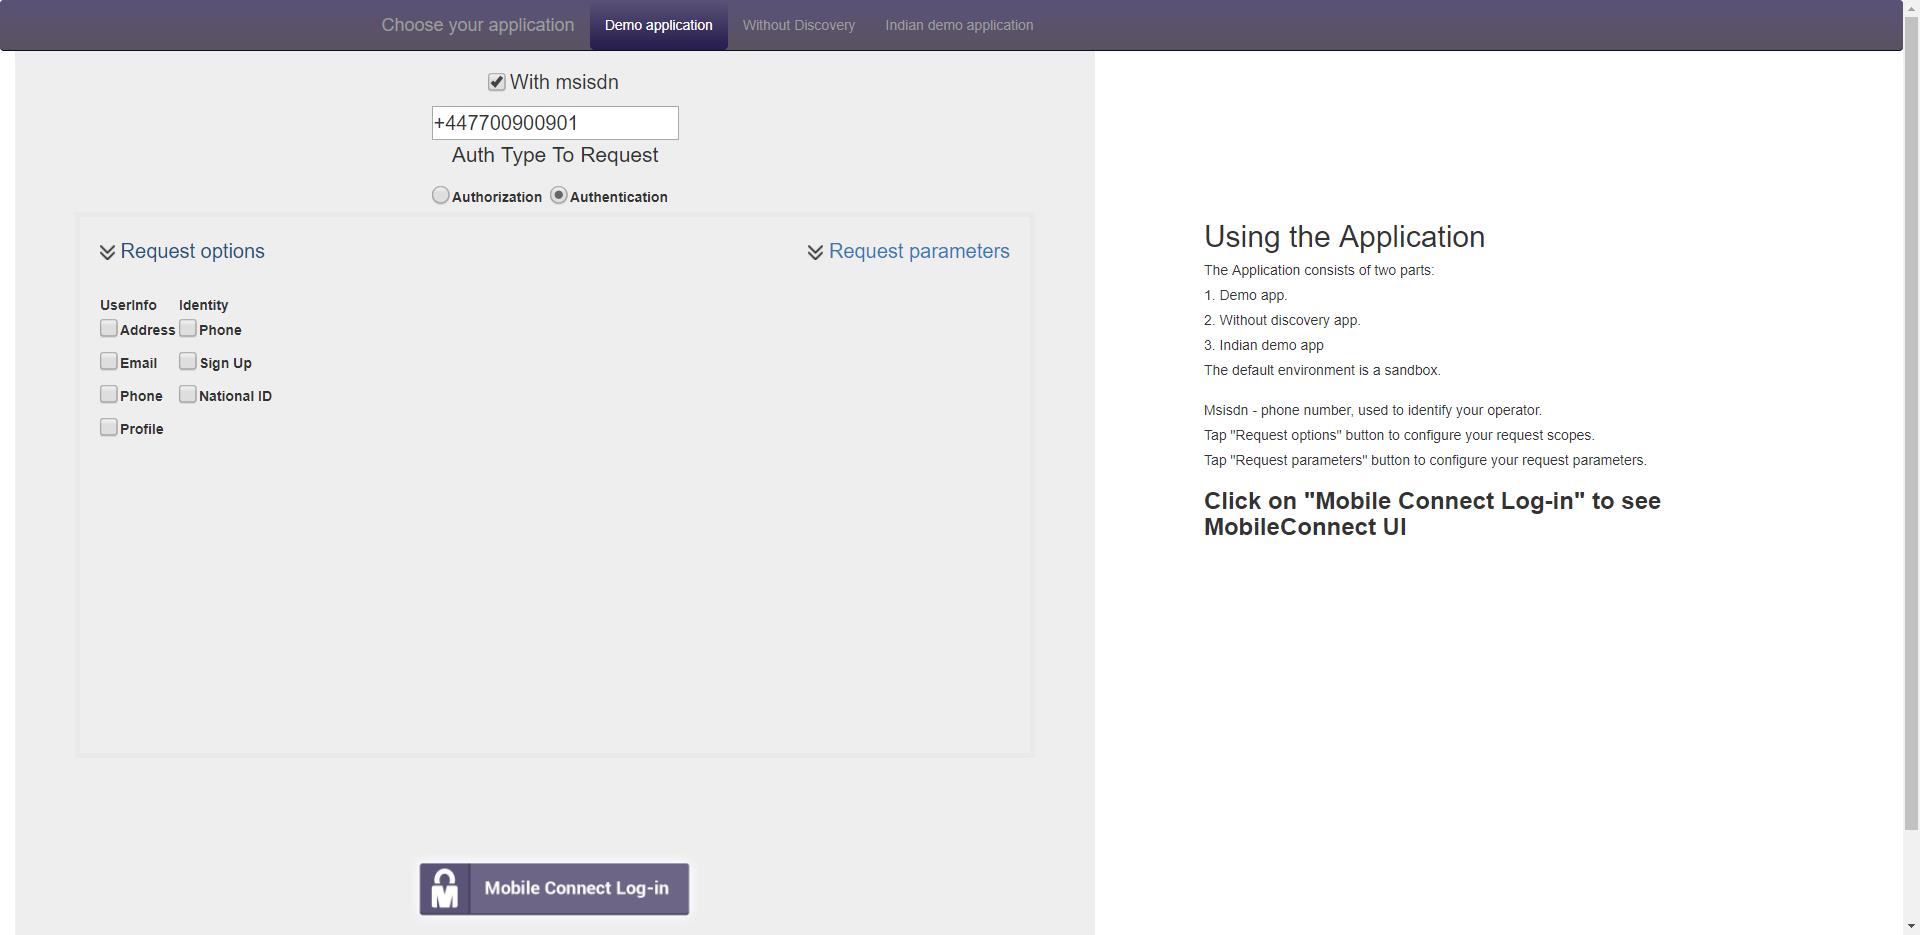 Choose your application Demo application Without Discovery Indian demo application
With msisdn
+447700900901
Auth Type To Request
Authorization Authentication
Request options Request parameters
UserInfo Identity
Address Phone
Email Sign Up
Phone National ID
Profile
Mobile Connect Log-in
Using the Application
The Application consists of two parts:
1. Demo app.
2. Without discovery app.
3. Indian demo app
The default environment is a sandbox.
Msisdn - phone number, used to identify your operator.
Tap "Request options" button to configure your request scopes.
Tap "Request parameters" button to configure your request parameters.
Click on "Mobile Connect Log-in" to see
MobileConnect UI